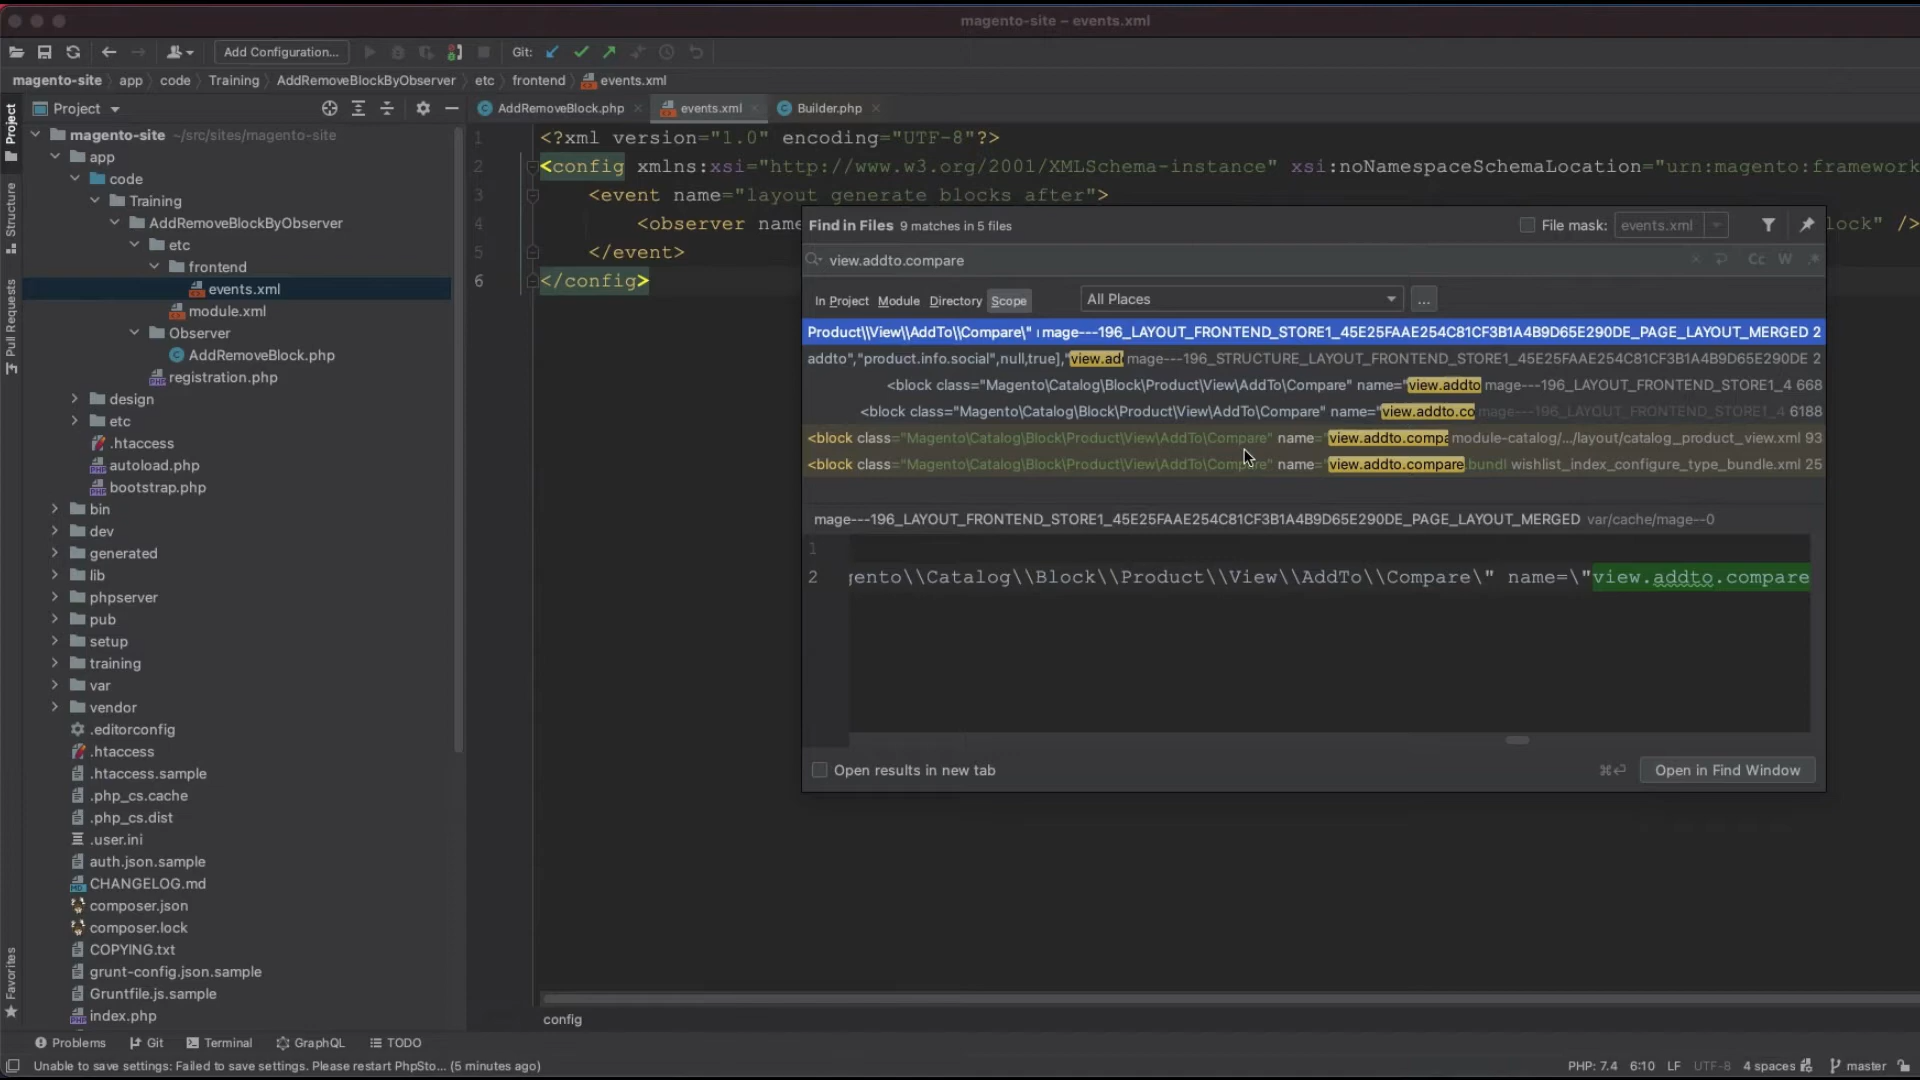 magento-site – events.xml
Add Configuration...
Git:
magento-site app code Training AddRemoveBlockByObserver etc frontend events.xml
Project
AddRemoveBlock.php events.xml Builder.php
Project
Structure
Pull Requests
Favorites
magento-site ~/src/sites/magento-site
app
code
Training
AddRemoveBlockByObserver
etc
frontend
events.xml
module.xml
Observer
AddRemoveBlock.php
registration.php
design
etc
.htaccess
autoload.php
bootstrap.php
bin
dev
generated
lib
phpserver
pub
setup
training
var
vendor
.editorconfig
.htaccess
.htaccess.sample
.php_cs.cache
.php_cs.dist
.user.ini
auth.json.sample
CHANGELOG.md
composer.json
composer.lock
COPYING.txt
grunt-config.json.sample
Gruntfile.js.sample
index.php
1 <?xml version="1.0" encoding="UTF-8"?>
2 <config xmlns:xsi="http://www.w3.org/2001/XMLSchema-instance" xsi:noNamespaceSchemaLocation="urn:magento:framework
3 <event name="layout generate blocks after">
4 <observer name lock" />
5 </event>
6 </config>
Find in Files 9 matches in 5 files
File mask: events.xml
view.addto.compare
Cc W .*
In Project Module Directory Scope All Places ...
Product\\View\\AddTo\\Compare\" mage---196_LAYOUT_FRONTEND_STORE1_45E25FAAE254C81CF3B1A4B9D65E290DE_PAGE_LAYOUT_MERGED 2
addto","product.info.social",null,true],"view.ad mage---196_STRUCTURE_LAYOUT_FRONTEND_STORE1_45E25FAAE254C81CF3B1A4B9D65E290DE 2
<block class="Magento\Catalog\Block\Product\View\AddTo\Compare" name="view.addto mage---196_LAYOUT_FRONTEND_STORE1_4 668
<block class="Magento\Catalog\Block\Product\View\AddTo\Compare" name="view.addto.co mage---196_LAYOUT_FRONTEND_STORE1_4 6188
<block class="Magento\Catalog\Block\Product\View\AddTo\Compare" name="view.addto.compa module-catalog/.../layout/catalog_product_view.xml 93
<block class="Magento\Catalog\Block\Product\View\AddTo\Compare" name="view.addto.compare.bundl wishlist_index_configure_type_bundle.xml 25
mage---196_LAYOUT_FRONTEND_STORE1_45E25FAAE254C81CF3B1A4B9D65E290DE_PAGE_LAYOUT_MERGED var/cache/mage--0
1
2 gento\\Catalog\\Block\\Product\\View\\AddTo\\Compare\" name=\"view.addto.compare
Open results in new tab
⌘⏎ Open in Find Window
config
Problems Git Terminal GraphQL TODO
Unable to save settings: Failed to save settings. Please restart PhpSto... (5 minutes ago)
PHP: 7.4 6:10 LF UTF-8 4 spaces master